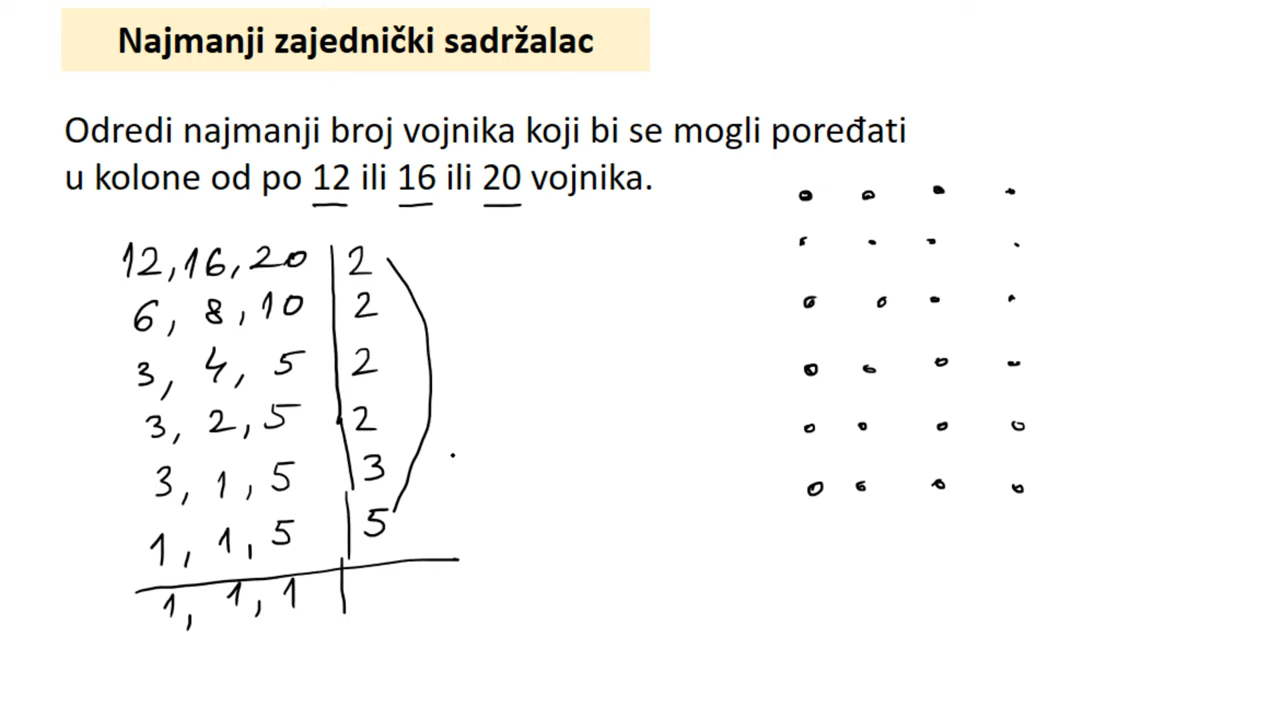 Najmanji zajednički sadržalac
Odredi najmanji broj vojnika koji bi se mogli poređati
u kolone od po 12 ili 16 ili 20 vojnika.
12, 16, 20 | 2
6, 8, 10 | 2
3, 4, 5 | 2
3, 2, 5 | 2
3, 1, 5 | 3
1, 1, 5 | 5
1, 1, 1 |